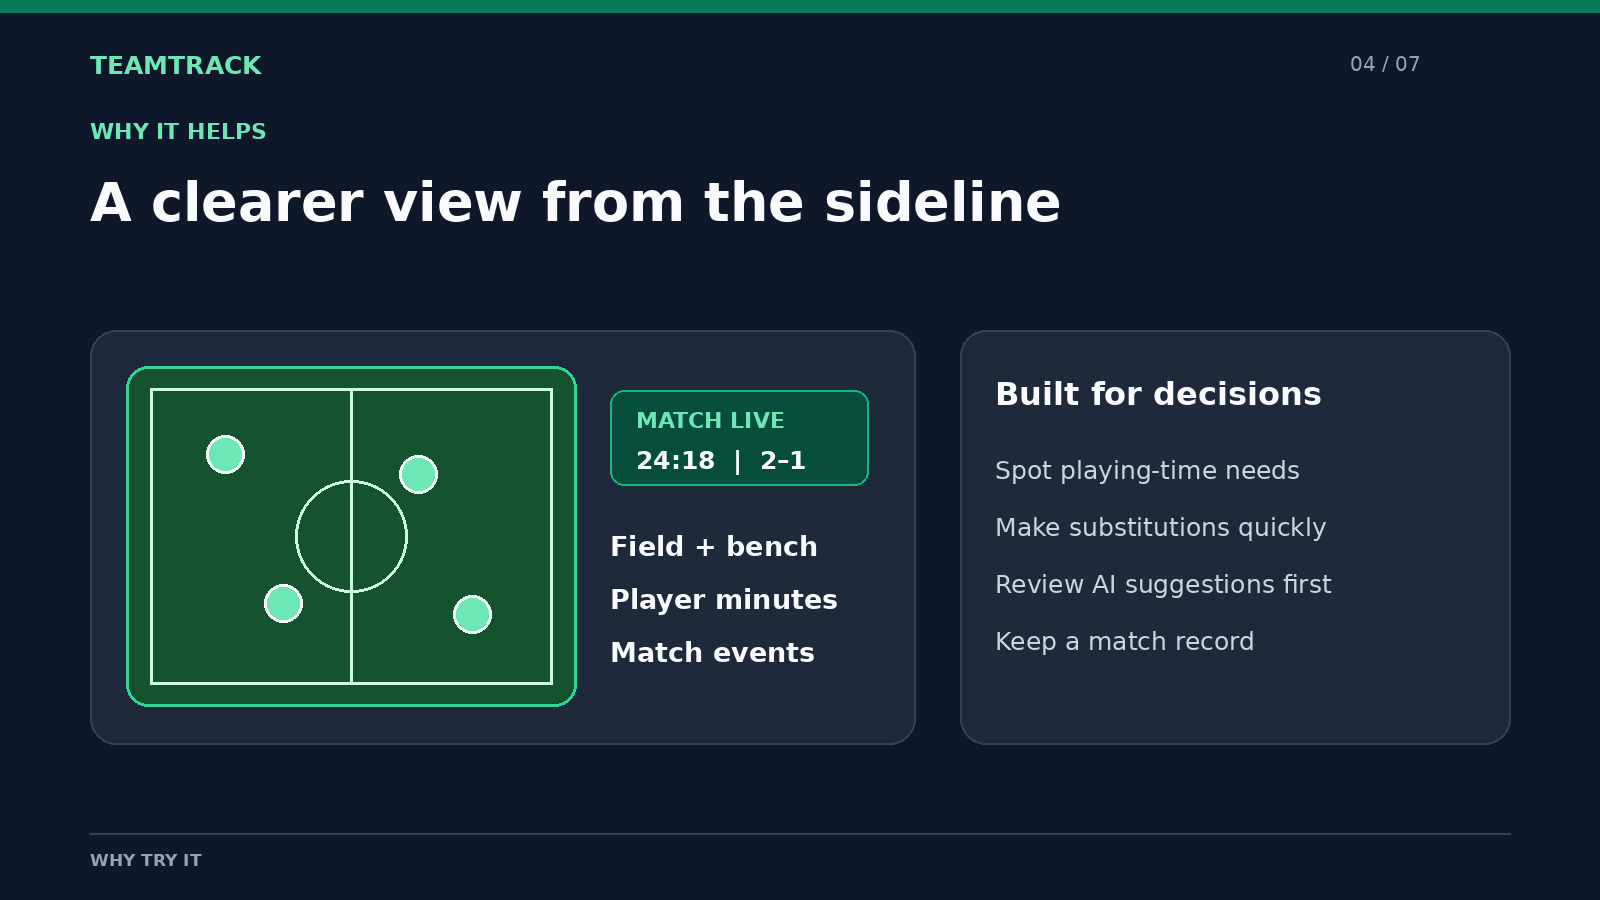 TEAMTRACK
04 / 07
WHY IT HELPS
A clearer view from the sideline
MATCH LIVE
24:18 | 2–1
Field + bench
Player minutes
Match events
Built for decisions
Spot playing-time needs
Make substitutions quickly
Review AI suggestions first
Keep a match record
WHY TRY IT